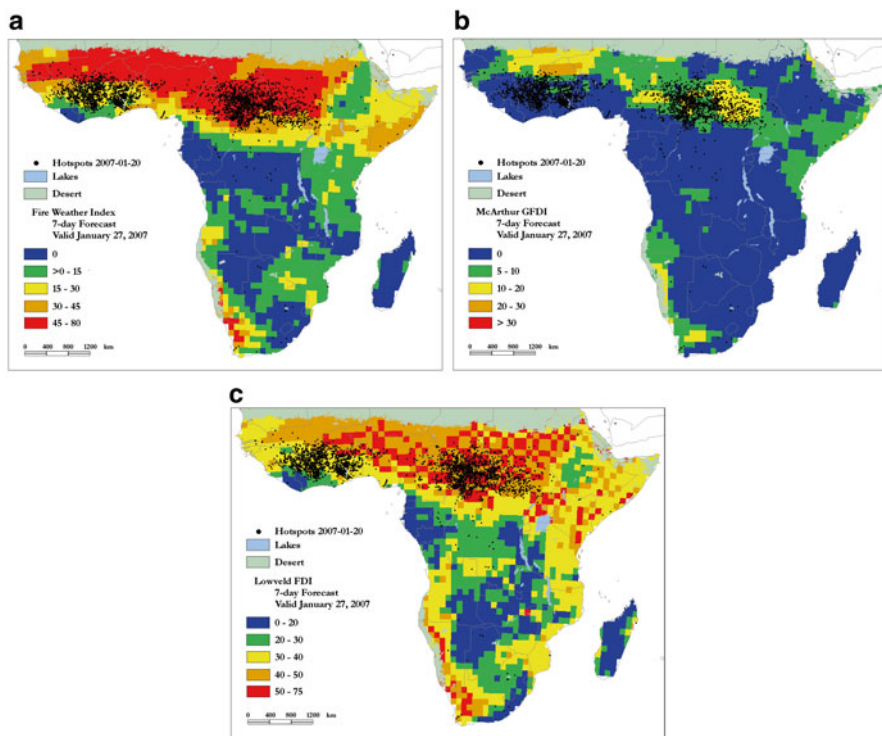 a
Hotspots 2007-01-20
Lakes
Desert
Fire Weather Index
7-day Forecast
Valid January 27, 2007
0
>0 - 15
15 - 30
30 - 45
45 - 80
0 400 800 1200 km
b
Hotspots 2007-01-20
Lakes
Desert
McArthur GFDI
7-day Forecast
Valid January 27, 2007
0
5 - 10
10 - 20
20 - 30
> 30
0 400 800 1200 km
c
Hotspots 2007-01-20
Lakes
Desert
Lowveld FDI
7-day Forecast
Valid January 27, 2007
0 - 20
20 - 30
30 - 40
40 - 50
50 - 75
0 400 800 1200 km